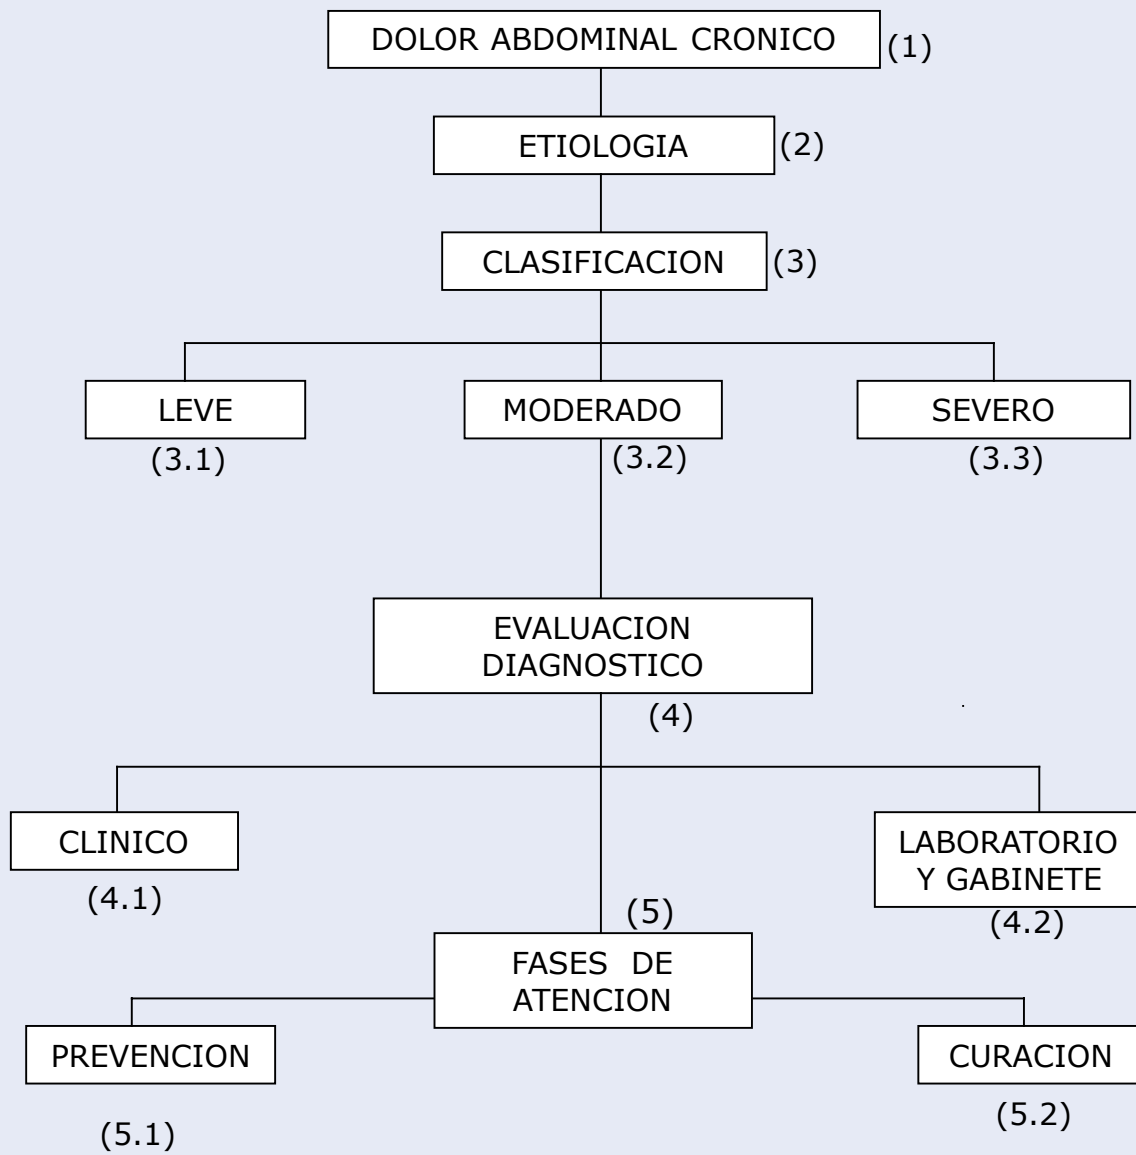 DOLOR ABDOMINAL CRONICO
(1)
ETIOLOGIA
(2)
CLASIFICACION
(3)
LEVE
(3.1)
MODERADO
(3.2)
SEVERO
(3.3)
EVALUACION
DIAGNOSTICO
(4)
CLINICO
(4.1)
LABORATORIO
Y GABINETE
(4.2)
(5)
FASES DE
ATENCION
PREVENCION
(5.1)
CURACION
(5.2)